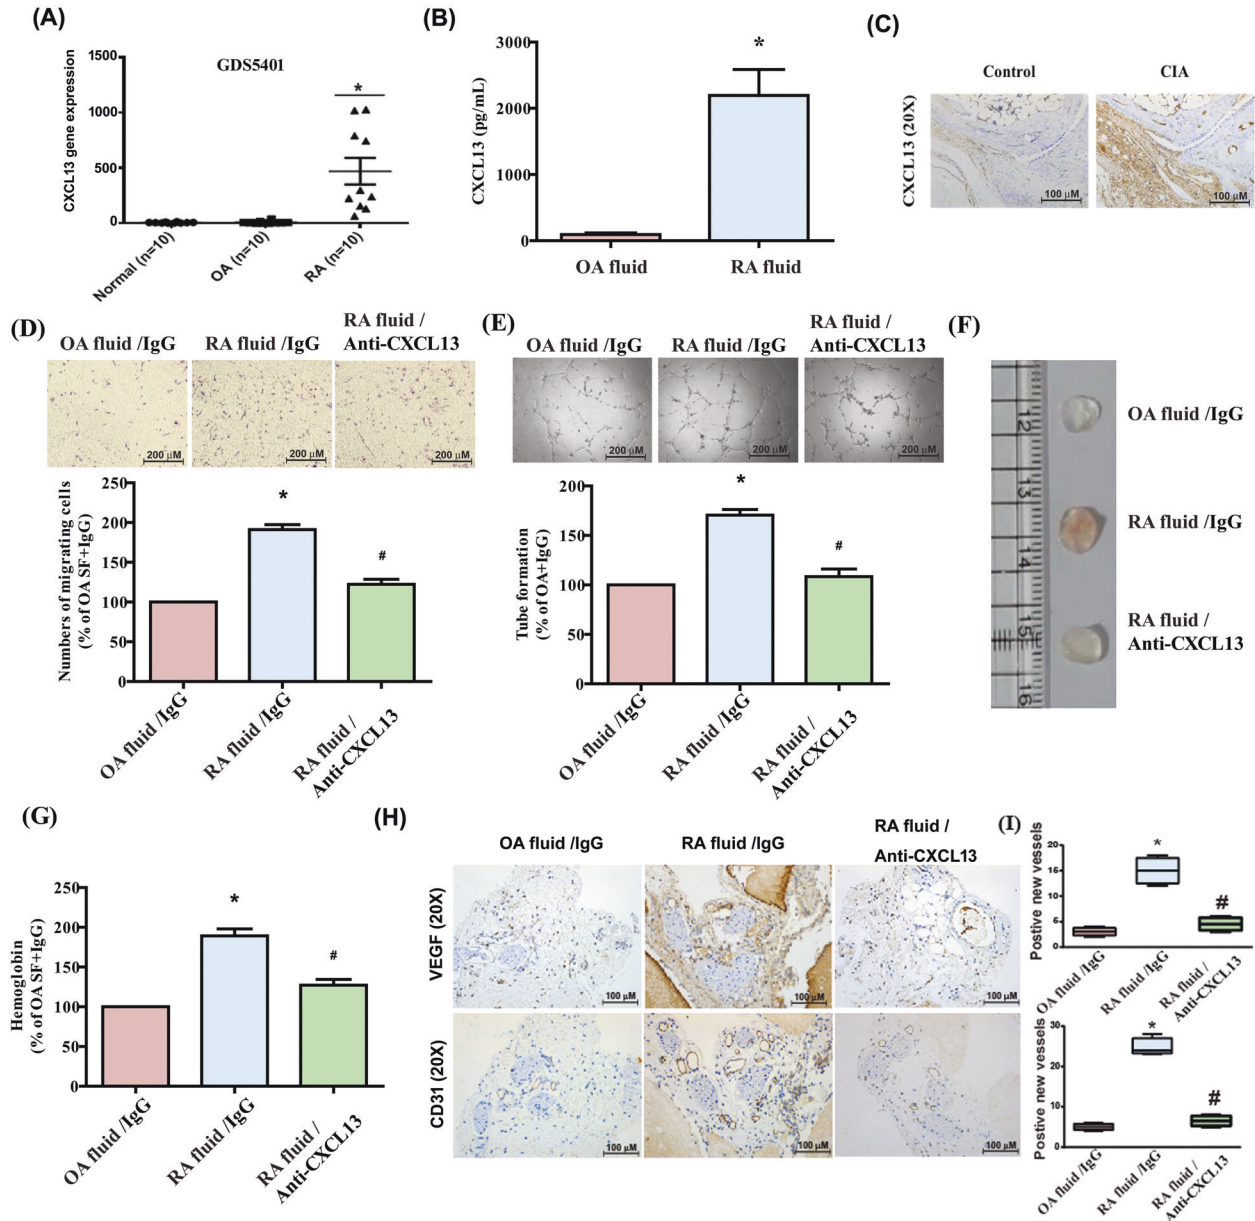 (A)
GDS5401
CXCL13 gene expression
1500
1000
500
0
*
Normal (n=10)
OA (n=10)
RA (n=10)
(B)
CXCL13 (pg/mL)
3000
2000
1000
0
*
OA fluid
RA fluid
(C)
Control
CIA
CXCL13 (20X)
100 μM
100 μM
(D)
OA fluid /IgG
RA fluid /IgG
RA fluid /
Anti-CXCL13
200 μM
200 μM
200 μM
Numbers of migrating cells
(% of OA SF+IgG)
250
200
150
100
50
0
*
#
OA fluid /IgG
RA fluid /IgG
RA fluid /
Anti-CXCL13
(E)
OA fluid /IgG
RA fluid /IgG
RA fluid /
Anti-CXCL13
200 μM
200 μM
200 μM
Tube formation
(% of OA+IgG)
200
150
100
50
0
*
#
OA fluid /IgG
RA fluid /IgG
RA fluid /
Anti-CXCL13
(F)
12
13
14
15
16
OA fluid /IgG
RA fluid /IgG
RA fluid /
Anti-CXCL13
(G)
Hemoglobin
(% of OA SF+IgG)
250
200
150
100
50
0
*
#
OA fluid /IgG
RA fluid /IgG
RA fluid /
Anti-CXCL13
(H)
OA fluid /IgG
RA fluid /IgG
RA fluid /
Anti-CXCL13
VEGF (20X)
100 μM
100 μM
100 μM
CD31 (20X)
100 μM
100 μM
100 μM
(I)
Postive new vessels
20
15
10
5
0
*
#
OA fluid /IgG
RA fluid /IgG
RA fluid /
Anti-CXCL13
Postive new vessels
30
20
10
0
*
#
OA fluid /IgG
RA fluid /IgG
RA fluid /
Anti-CXCL13